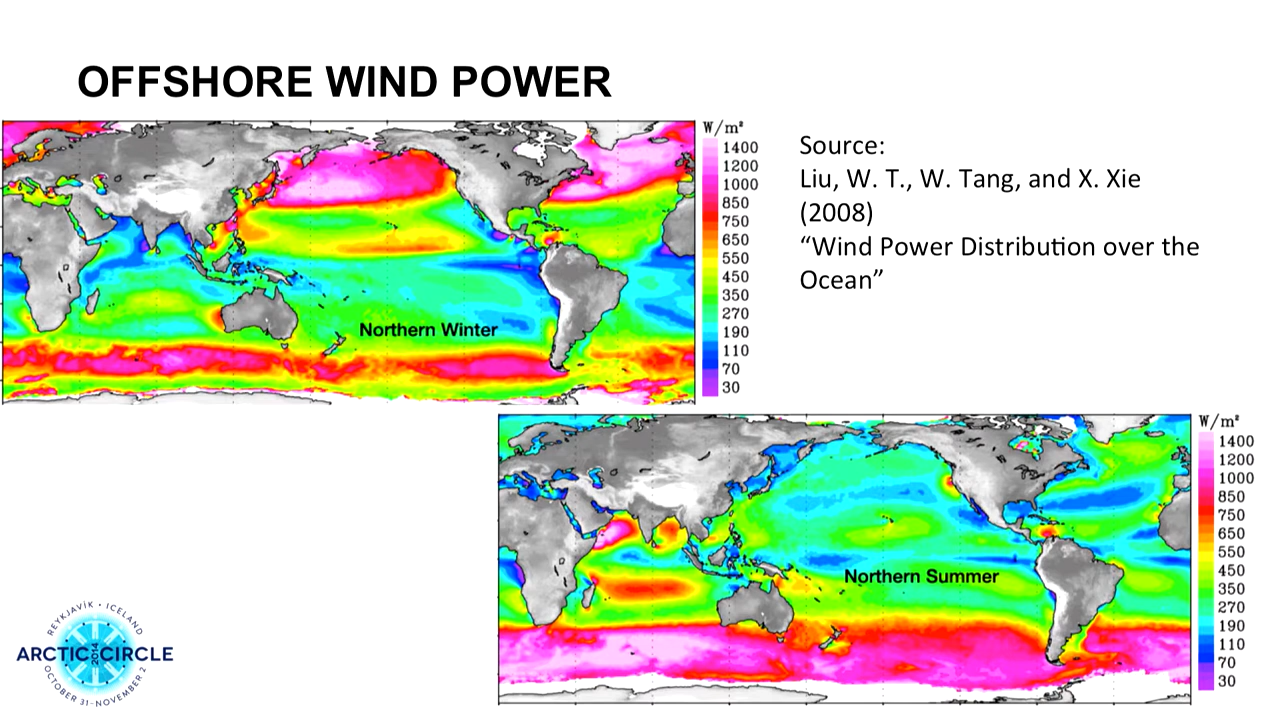 OFFSHORE WIND POWER
W/m²
1400
1200
1000
850
750
650
550
450
350
270
190
110
70
30
Northern Winter
Source:
Liu, W. T., W. Tang, and X. Xie
(2008)
“Wind Power Distribution over the
Ocean”
W/m²
1400
1200
1000
850
750
650
550
450
350
270
190
110
70
30
Northern Summer
REYKJAVÍK • ICELAND
ARCTIC CIRCLE
2014
OCTOBER 31–NOVEMBER 2